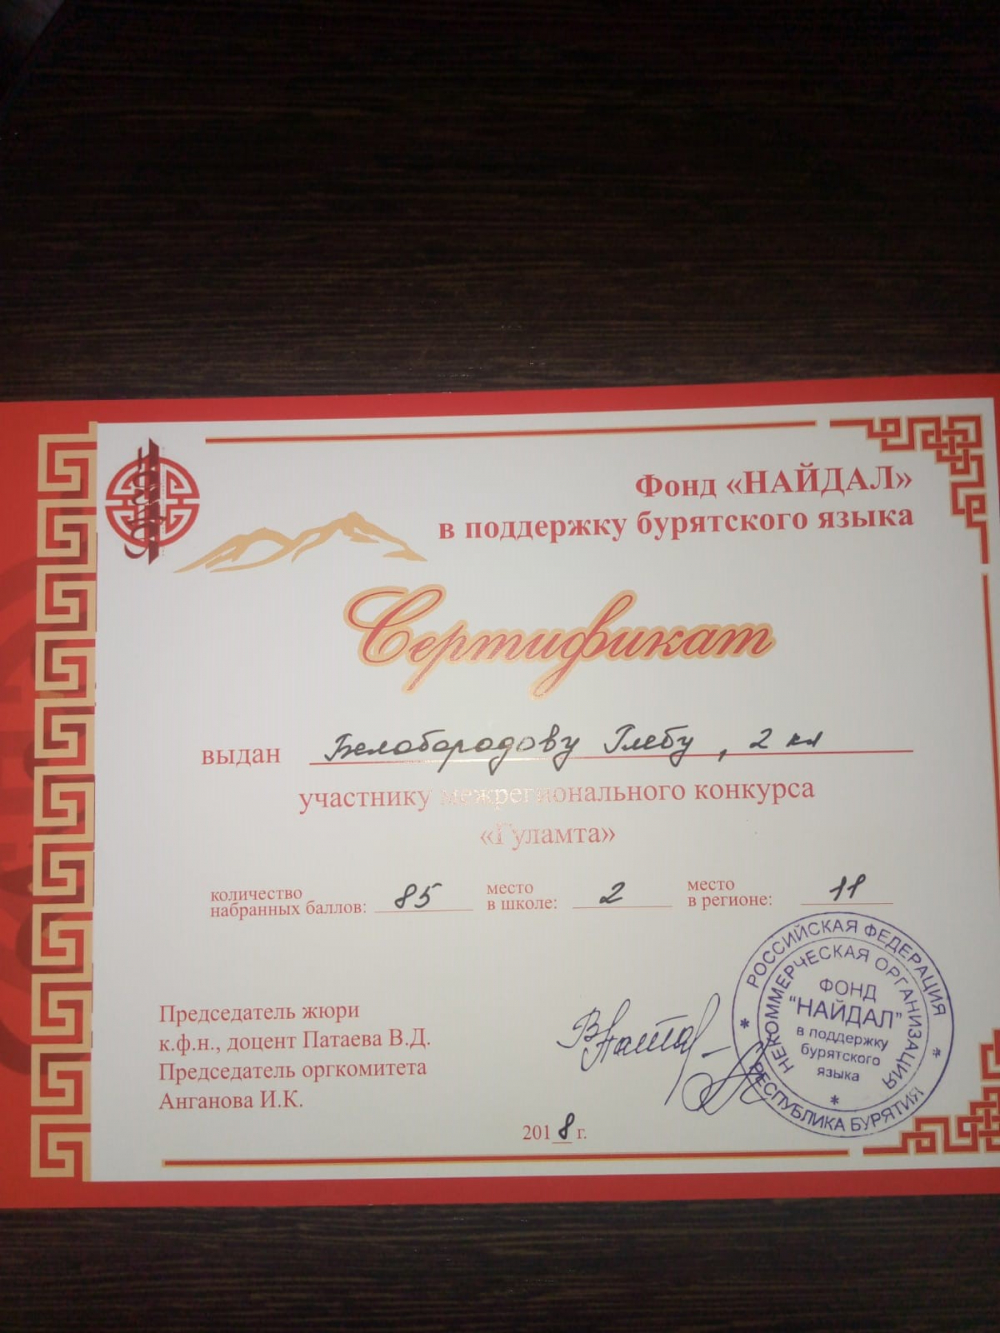 Фонд «НАЙДАЛ»
в поддержку бурятского языка
Сертификат
выдан Белобородову Глебу, 2 кл
участнику межрегионального конкурса
«Гуламта»
количество
набранных баллов: 85
место
в школе: 2
место
в регионе: 11
Председатель жюри
к.ф.н., доцент Патаева В.Д.
Председатель оргкомитета
Анганова И.К.
2018 г.
РОССИЙСКАЯ ФЕДЕРАЦИЯ
НЕКОММЕРЧЕСКАЯ ОРГАНИЗАЦИЯ
ФОНД
"НАЙДАЛ"
в поддержку
бурятского
языка
РЕСПУБЛИКА БУРЯТИЯ